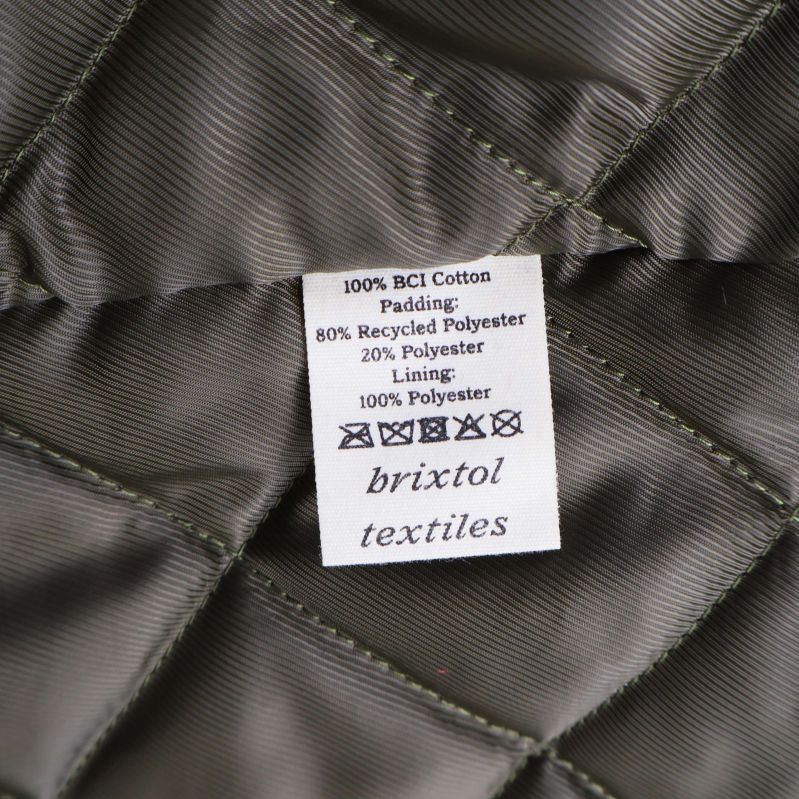 100% BCI Cotton
Padding:
80% Recycled Polyester
20% Polyester
Lining:
100% Polyester
brixtol
textiles